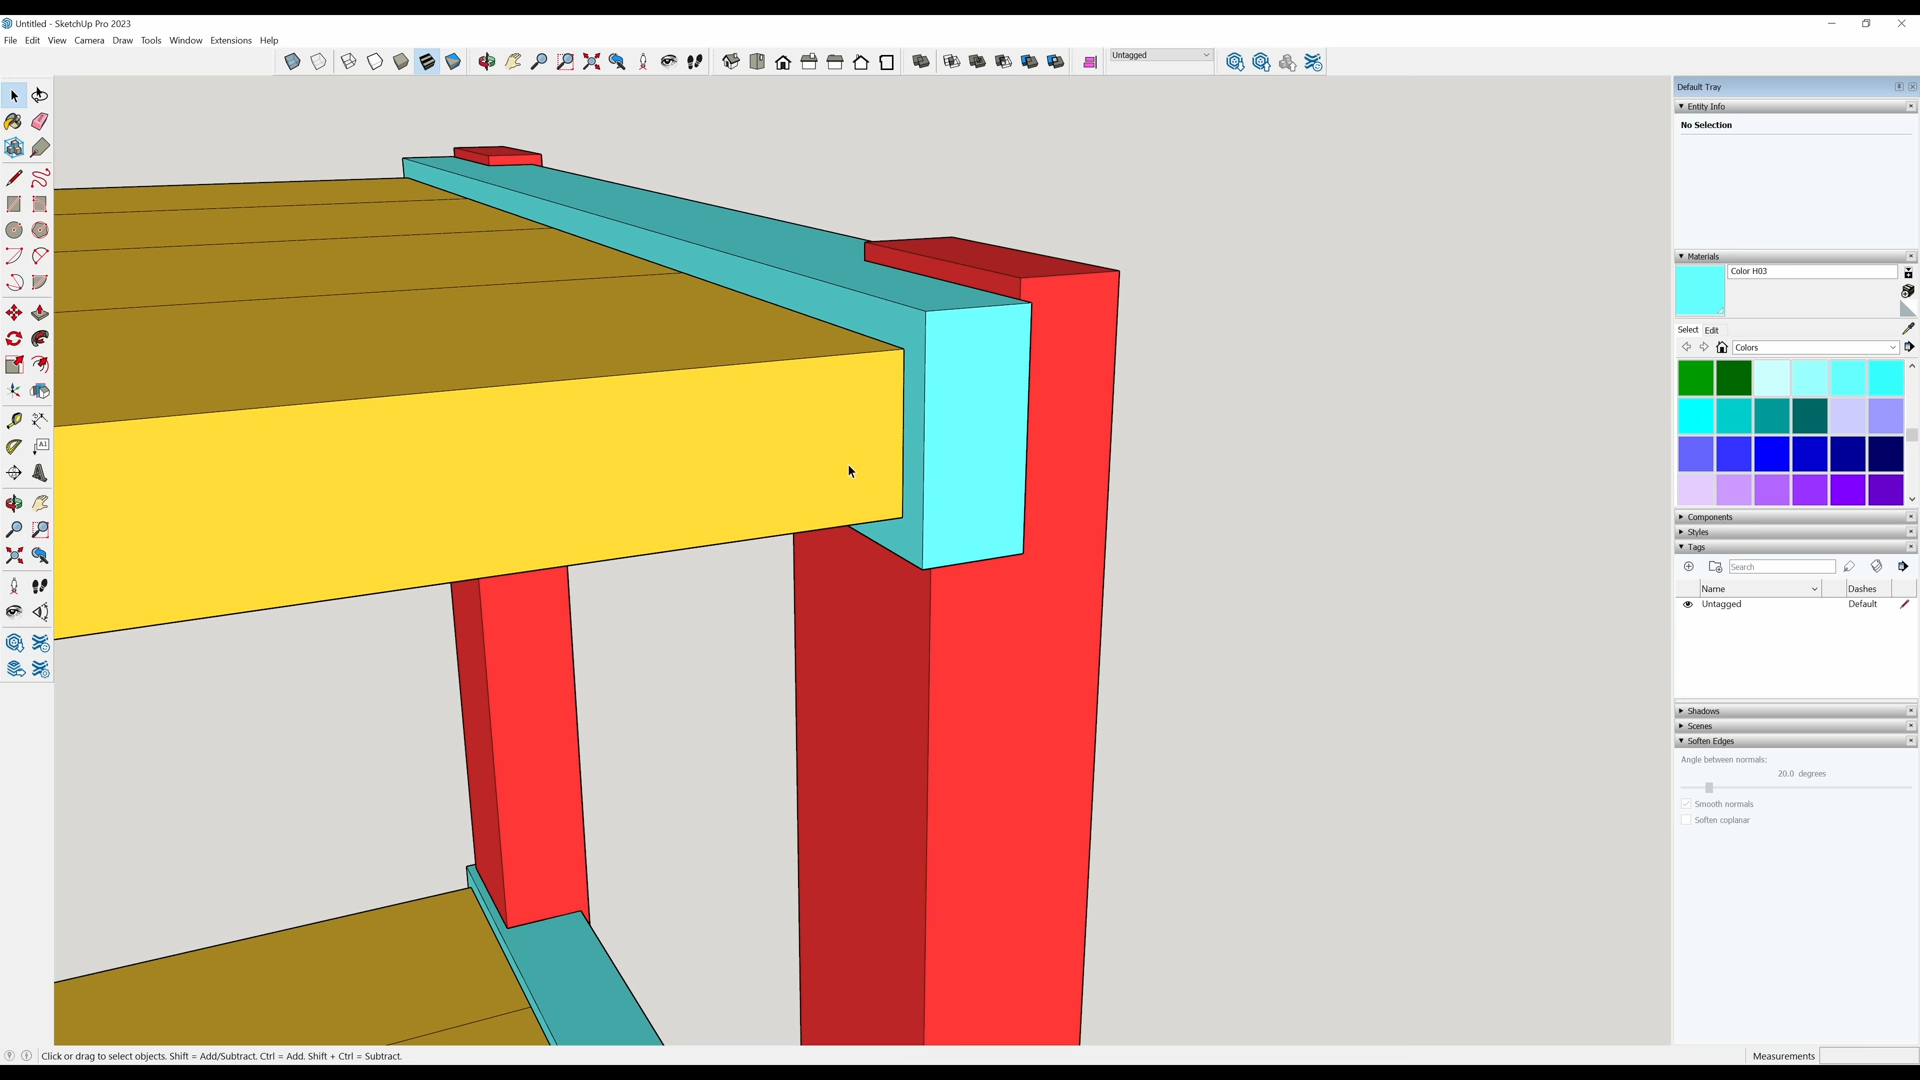 Untitled - SketchUp Pro 2023
File Edit View Camera Draw Tools Window Extensions Help
Untagged
A1
Default Tray
Entity Info
No Selection
Materials
Color H03
Select Edit
Colors
Components
Styles
Tags
Search
Name Dashes
Untagged Default
Shadows
Scenes
Soften Edges
Angle between normals:
20.0 degrees
Smooth normals
Soften coplanar
Click or drag to select objects. Shift = Add/Subtract. Ctrl = Add. Shift + Ctrl = Subtract.
Measurements